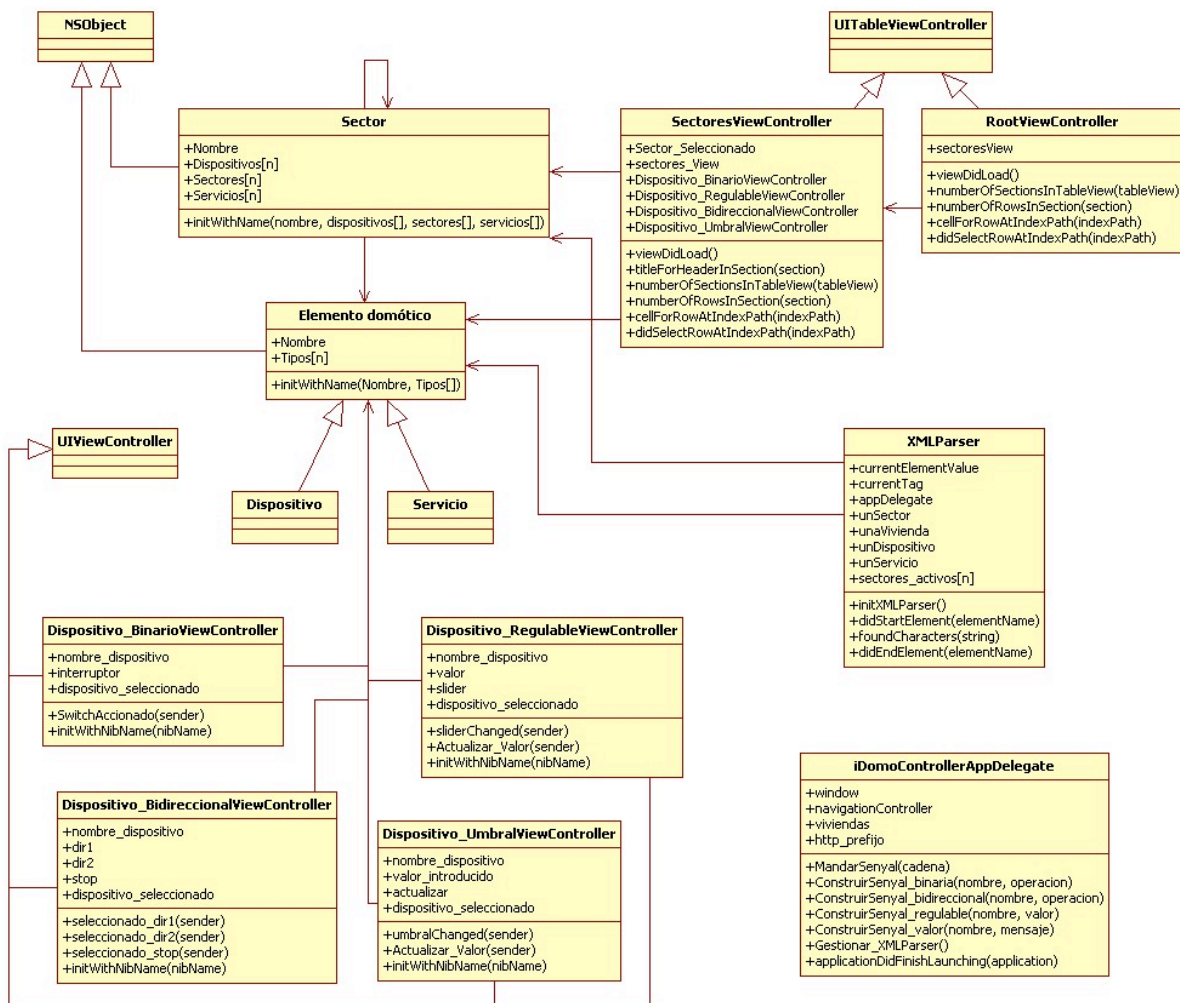 NSObject
UITableViewController
Sector
+Nombre
+Dispositivos[n]
+Sectores[n]
+Servicios[n]
+initWithName(nombre, dispositivos[], sectores[], servicios[])
SectoresViewController
+Sector_Seleccionado
+sectores_View
+Dispositivo_BinarioViewController
+Dispositivo_RegulableViewController
+Dispositivo_BidireccionalViewController
+Dispositivo_UmbralViewController
+viewDidLoad()
+titleForHeaderInSection(section)
+numberOfSectionsInTableView(tableView)
+numberOfRowsInSection(section)
+cellForRowAtIndexPath(indexPath)
+didSelectRowAtIndexPath(indexPath)
RootViewController
+sectoresView
+viewDidLoad()
+numberOfSectionsInTableView(tableView)
+numberOfRowsInSection(section)
+cellForRowAtIndexPath(indexPath)
+didSelectRowAtIndexPath(indexPath)
Elemento domótico
+Nombre
+Tipos[n]
+initWithName(Nombre, Tipos[])
UIViewController
Dispositivo
Servicio
XMLParser
+currentElementValue
+currentTag
+appDelegate
+unSector
+unaVivienda
+unDispositivo
+unServicio
+sectores_activos[n]
+initXMLParser()
+didStartElement(elementName)
+foundCharacters(string)
+didEndElement(elementName)
Dispositivo_BinarioViewController
+nombre_dispositivo
+interruptor
+dispositivo_seleccionado
+SwitchAccionado(sender)
+initWithNibName(nibName)
Dispositivo_RegulableViewController
+nombre_dispositivo
+valor
+slider
+dispositivo_seleccionado
+sliderChanged(sender)
+Actualizar_Valor(sender)
+initWithNibName(nibName)
Dispositivo_BidireccionalViewController
+nombre_dispositivo
+dir1
+dir2
+stop
+dispositivo_seleccionado
+seleccionado_dir1(sender)
+seleccionado_dir2(sender)
+seleccionado_stop(sender)
+initWithNibName(nibName)
Dispositivo_UmbralViewController
+nombre_dispositivo
+valor_introducido
+actualizar
+dispositivo_seleccionado
+umbralChanged(sender)
+Actualizar_Valor(sender)
+initWithNibName(nibName)
iDomoControllerAppDelegate
+window
+navigationController
+viviendas
+http_prefijo
+MandarSenyal(cadena)
+ConstruirSenyal_binaria(nombre, operacion)
+ConstruirSenyal_bidireccional(nombre, operacion)
+ConstruirSenyal_regulable(nombre, valor)
+ConstruirSenyal_valor(nombre, mensaje)
+Gestionar_XMLParser()
+applicationDidFinishLaunching(application)